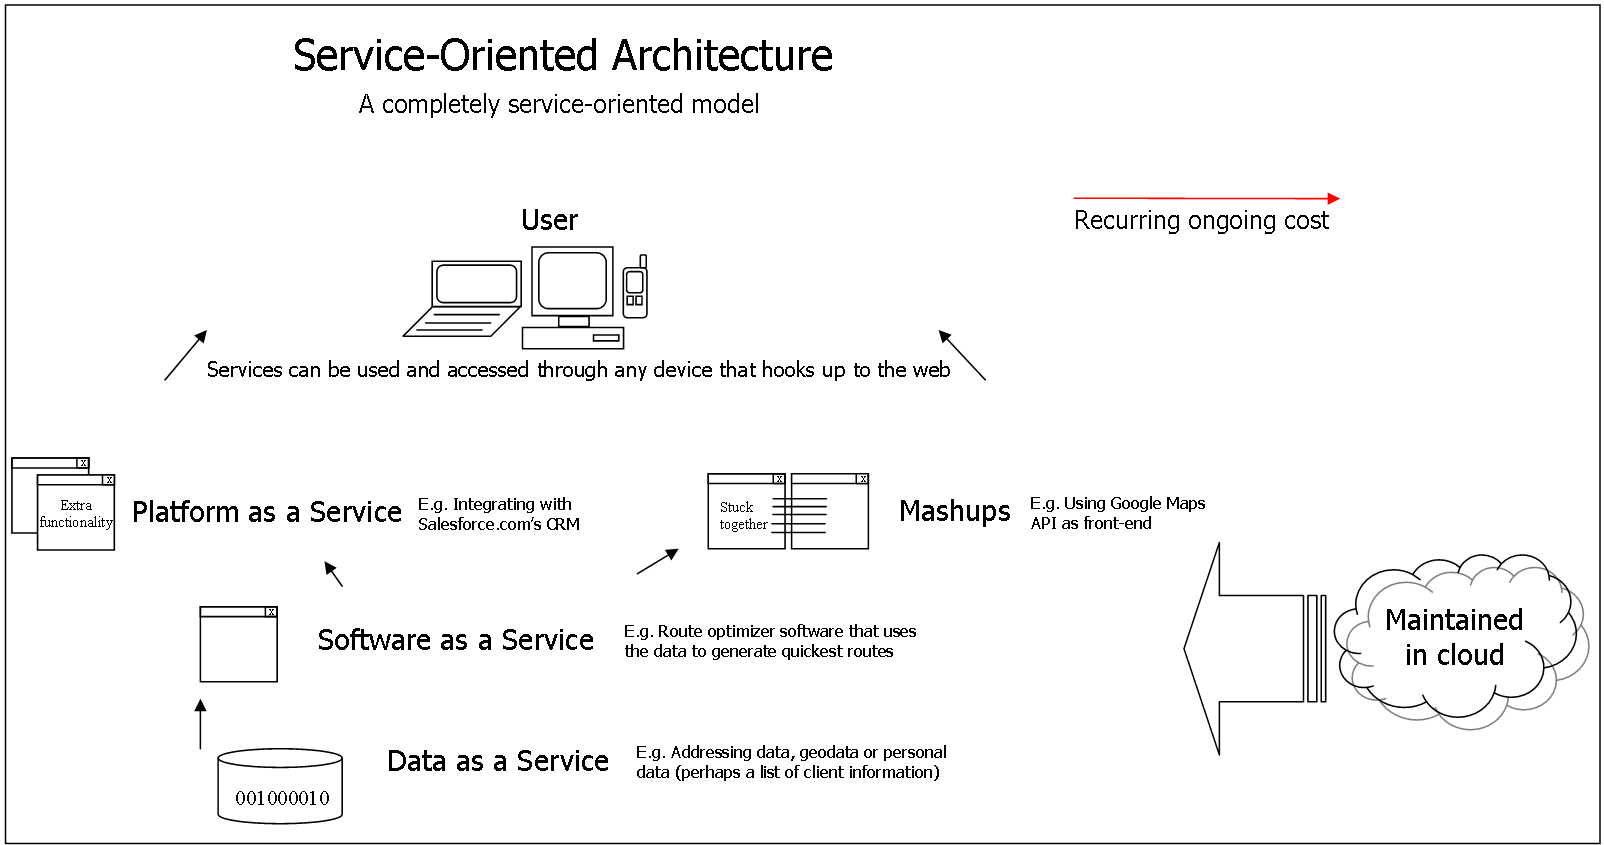 Service-Oriented Architecture
A completely service-oriented model
User
Recurring ongoing cost
Services can be used and accessed through any device that hooks up to the web
X
X
Extra
functionality
Platform as a Service
E.g. Integrating with
Salesforce.com's CRM
X
X
Stuck
together
Mashups
E.g. Using Google Maps
API as front-end
X
Software as a Service
E.g. Route optimizer software that uses
the data to generate quickest routes
Maintained
in cloud
001000010
Data as a Service
E.g. Addressing data, geodata or personal
data (perhaps a list of client information)